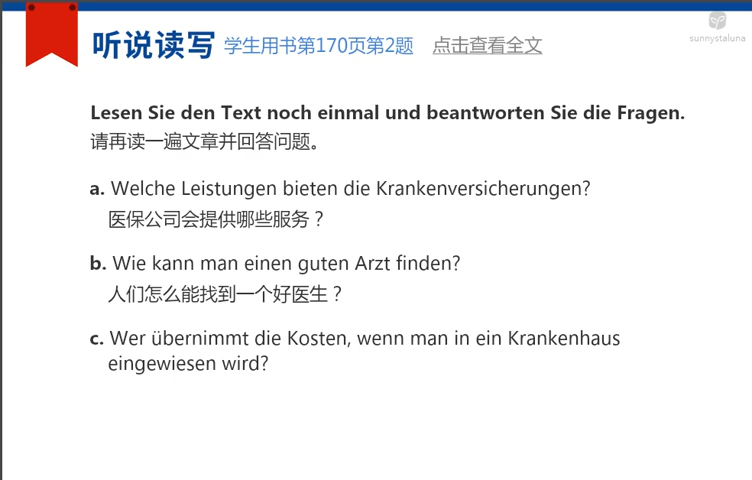 sunnystaluna
听说读写 学生用书第170页第2题 点击查看全文
Lesen Sie den Text noch einmal und beantworten Sie die Fragen.
请再读一遍文章并回答问题。
a. Welche Leistungen bieten die Krankenversicherungen?
医保公司会提供哪些服务？
b. Wie kann man einen guten Arzt finden?
人们怎么能找到一个好医生？
c. Wer übernimmt die Kosten, wenn man in ein Krankenhaus
eingewiesen wird?